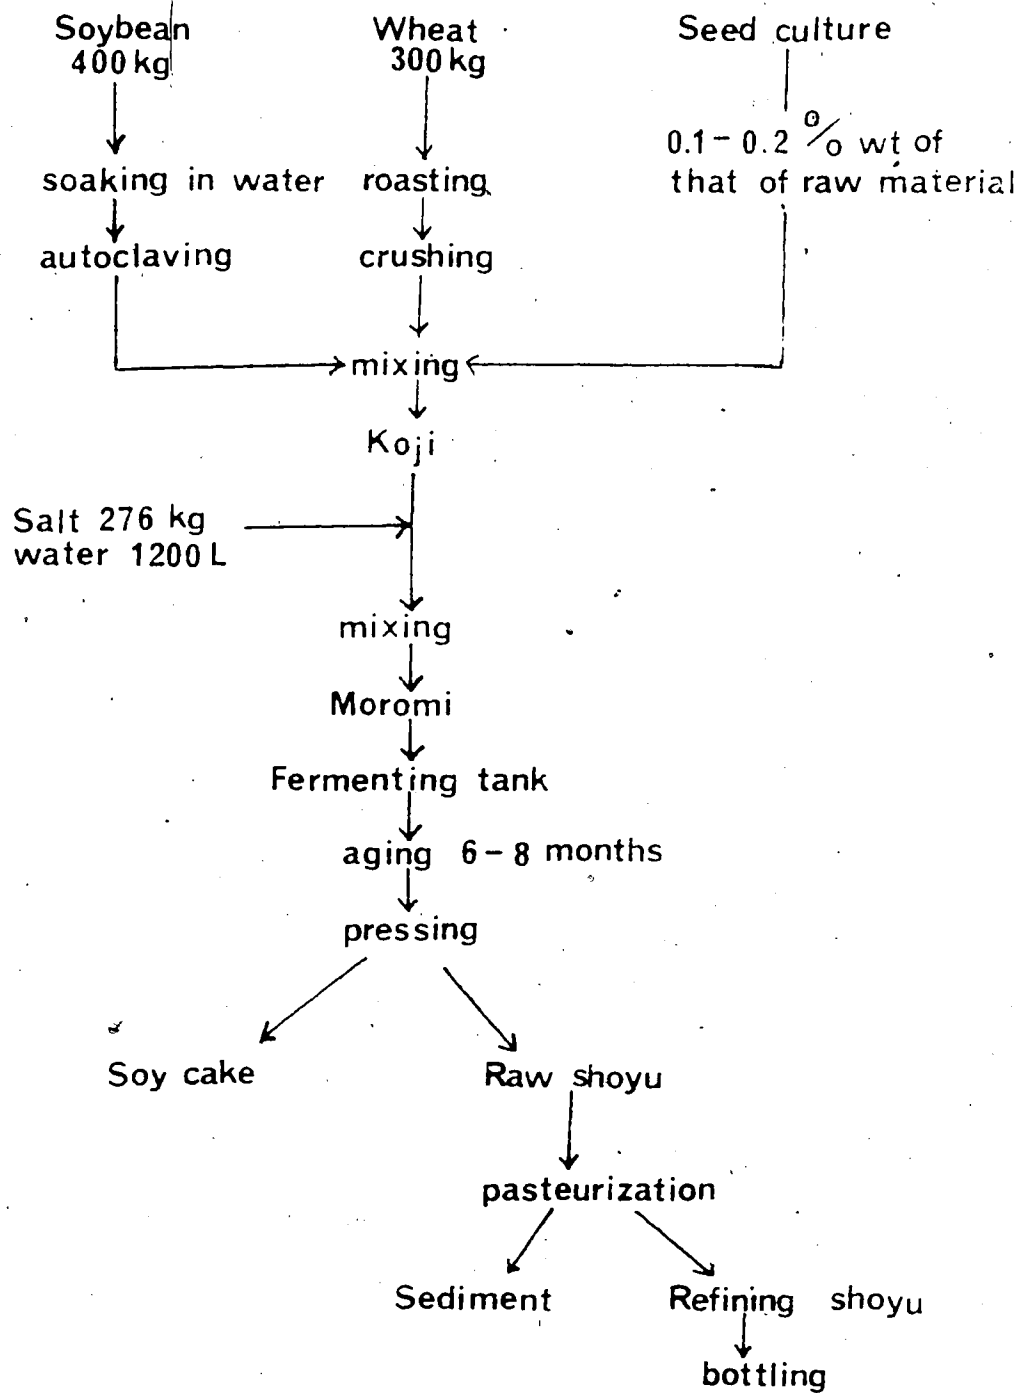 Soybean
400 kg
Wheat
300 kg
Seed culture
0.1 - 0.2 % wt of
that of raw material
soaking in water
roasting
autoclaving
crushing
mixing
Koji
Salt 276 kg
water 1200 L
mixing
Moromi
Fermenting tank
aging 6 - 8 months
pressing
Soy cake
Raw shoyu
pasteurization
Sediment
Refining shoyu
bottling